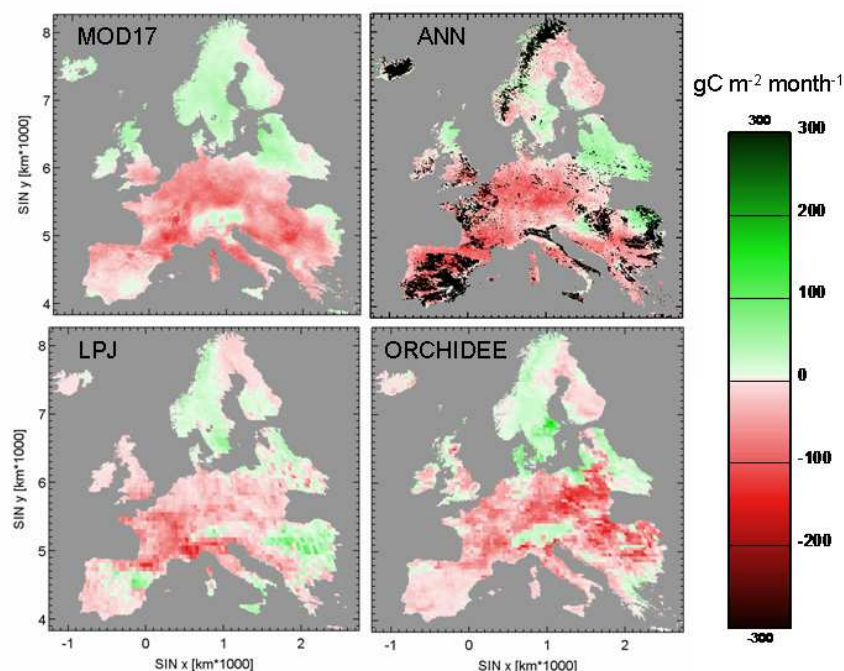 MOD17
ANN
gC m⁻² month⁻¹
8
7
6
5
4
SIN y [km*1000]
300
300
200
100
0
-100
-200
-300
LPJ
ORCHIDEE
8
7
6
5
4
SIN y [km*1000]
-1
0
1
2
-1
0
1
2
SIN x [km*1000]
SIN x [km*1000]